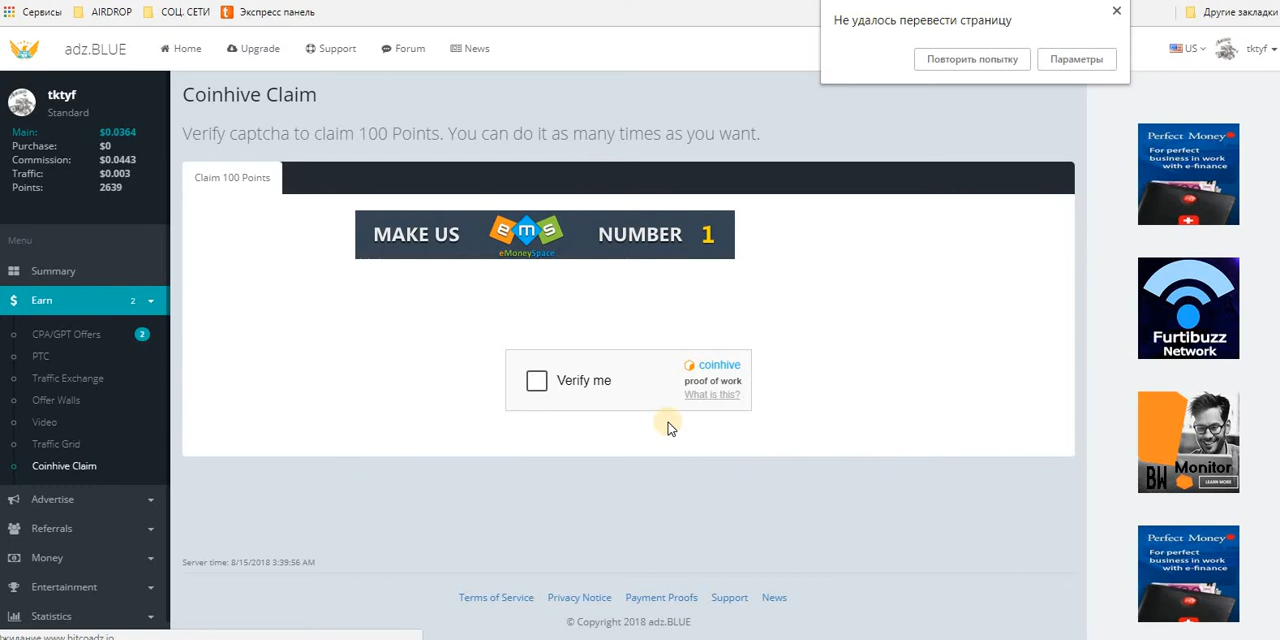 Сервисы AIRDROP СОЦ. СЕТИ Экспресс панель
Другие закладки
Не удалось перевести страницу
Повторить попытку Параметры
adz.BLUE Home Upgrade Support Forum News
US tktyf
tktyf
Standard
Main: $0.0364
Purchase: $0
Commission: $0.0443
Traffic: $0.003
Points: 2639
Menu
Summary
Earn 2
CPA/GPT Offers 2
PTC
Traffic Exchange
Offer Walls
Video
Traffic Grid
Coinhive Claim
Advertise
Referrals
Money
Entertainment
Statistics
Coinhive Claim
Verify captcha to claim 100 Points. You can do it as many times as you want.
Claim 100 Points
MAKE US ems NUMBER 1
eMoneySpace
Verify me
coinhive
proof of work
What is this?
Server time: 8/15/2018 3:39:56 AM
Terms of Service Privacy Notice Payment Proofs Support News
© Copyright 2018 adz.BLUE
Perfect Money
For perfect
business in work
with e-finance
Furtibuzz
Network
BW Monitor
LEARN MORE
Perfect Money
For perfect
business in work
with e-finance